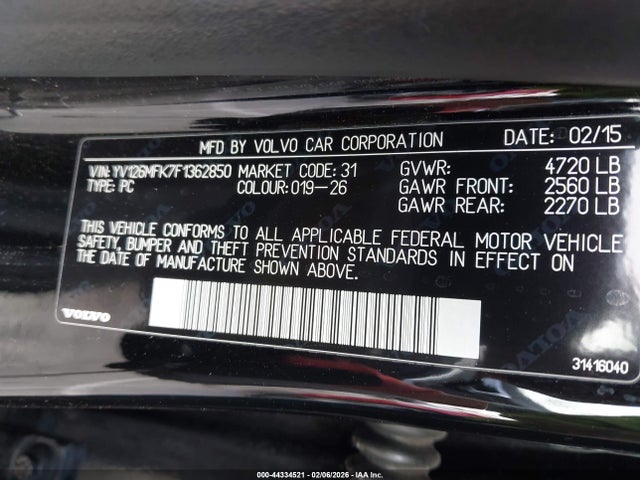 MFD BY VOLVO CAR CORPORATION DATE: 02/15
VIN: YV126MFK7F1362850 MARKET CODE: 31 GVWR: 4720 LB
TYPE: PC COLOUR: 019-26 GAWR FRONT: 2560 LB
GAWR REAR: 2270 LB
THIS VEHICLE CONFORMS TO ALL APPLICABLE FEDERAL MOTOR VEHICLE
SAFETY, BUMPER AND THEFT PREVENTION STANDARDS IN EFFECT ON
THE DATE OF MANUFACTURE SHOWN ABOVE.
VOLVO
31416040
000-44334521 | 02/06/2026 | IAA Inc.